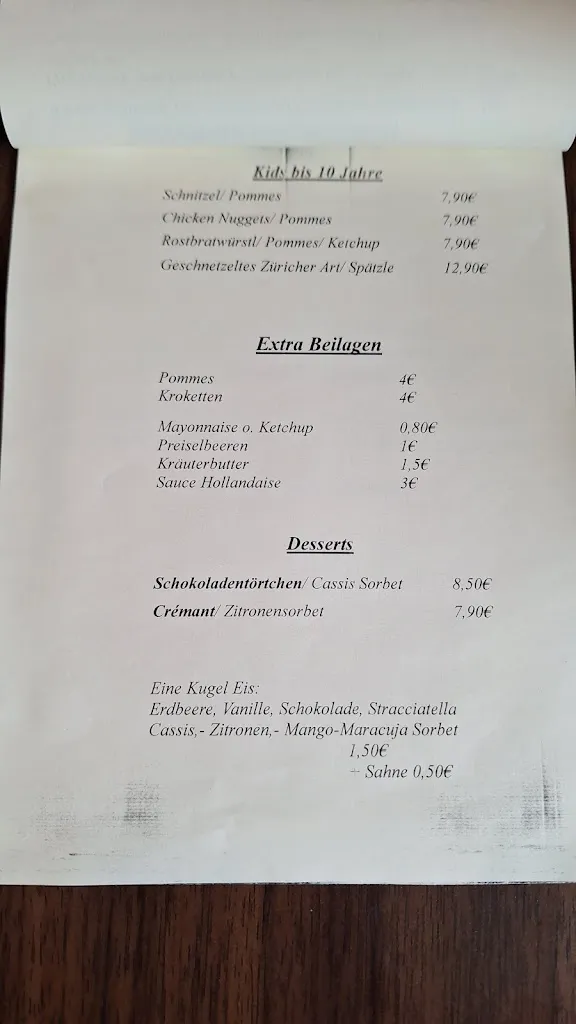 Kids bis 10 Jahre
Schnitzel/ Pommes 7,90€
Chicken Nuggets/ Pommes 7,90€
Rostbratwürstl/ Pommes/ Ketchup 7,90€
Geschnetzeltes Züricher Art/ Spätzle 12,90€
Extra Beilagen
Pommes 4€
Kroketten 4€
Mayonnaise o. Ketchup 0,80€
Preiselbeeren 1€
Kräuterbutter 1,5€
Sauce Hollandaise 3€
Desserts
Schokoladentörtchen/ Cassis Sorbet 8,50€
Crémant/ Zitronensorbet 7,90€
Eine Kugel Eis:
Erdbeere, Vanille, Schokolade, Stracciatella
Cassis,- Zitronen,- Mango-Maracuja Sorbet
1,50€
+ Sahne 0,50€